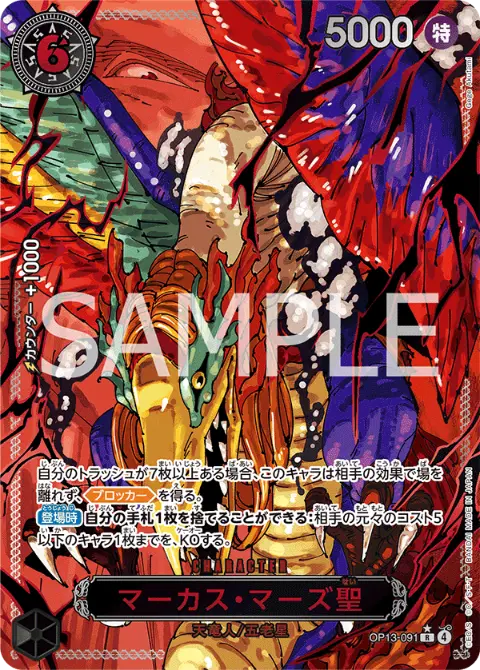 6
5000 特
Gege Akutami
カウンター +1000
SAMPLE
自分のトラッシュが7枚以上ある場合、このキャラは相手の効果で場を
離れず、ブロッカーを得る。
登場時 自分の手札1枚を捨てることができる：相手の元々のコスト5
以下のキャラ1枚までを、KOする。
CHARACTER
マーカス・マーズ聖
天竜人/五老星
OP13-091 R 4
BANDAI MADE IN JAPAN